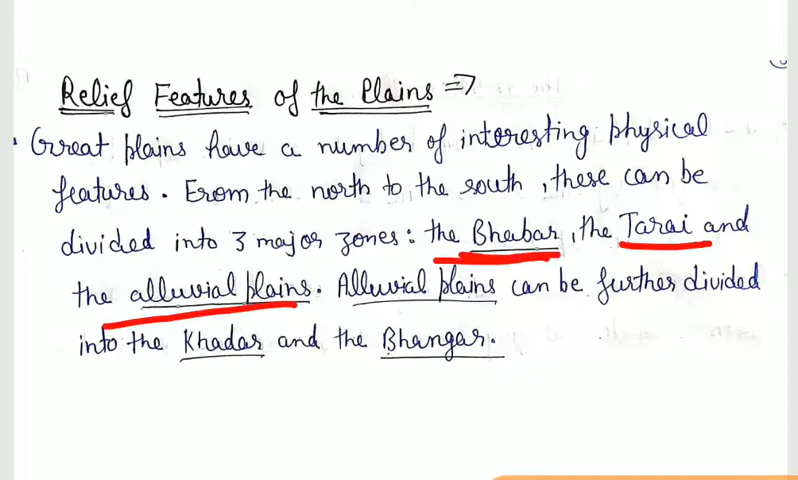 Relief Features of the Plains =>
• Great plains have a number of interesting physical
features. From the north to the south, these can be
divided into 3 major zones: the Bhabar, the Tarai and
the alluvial plains. Alluvial plains can be further divided
into the Khadar and the Bhangar.